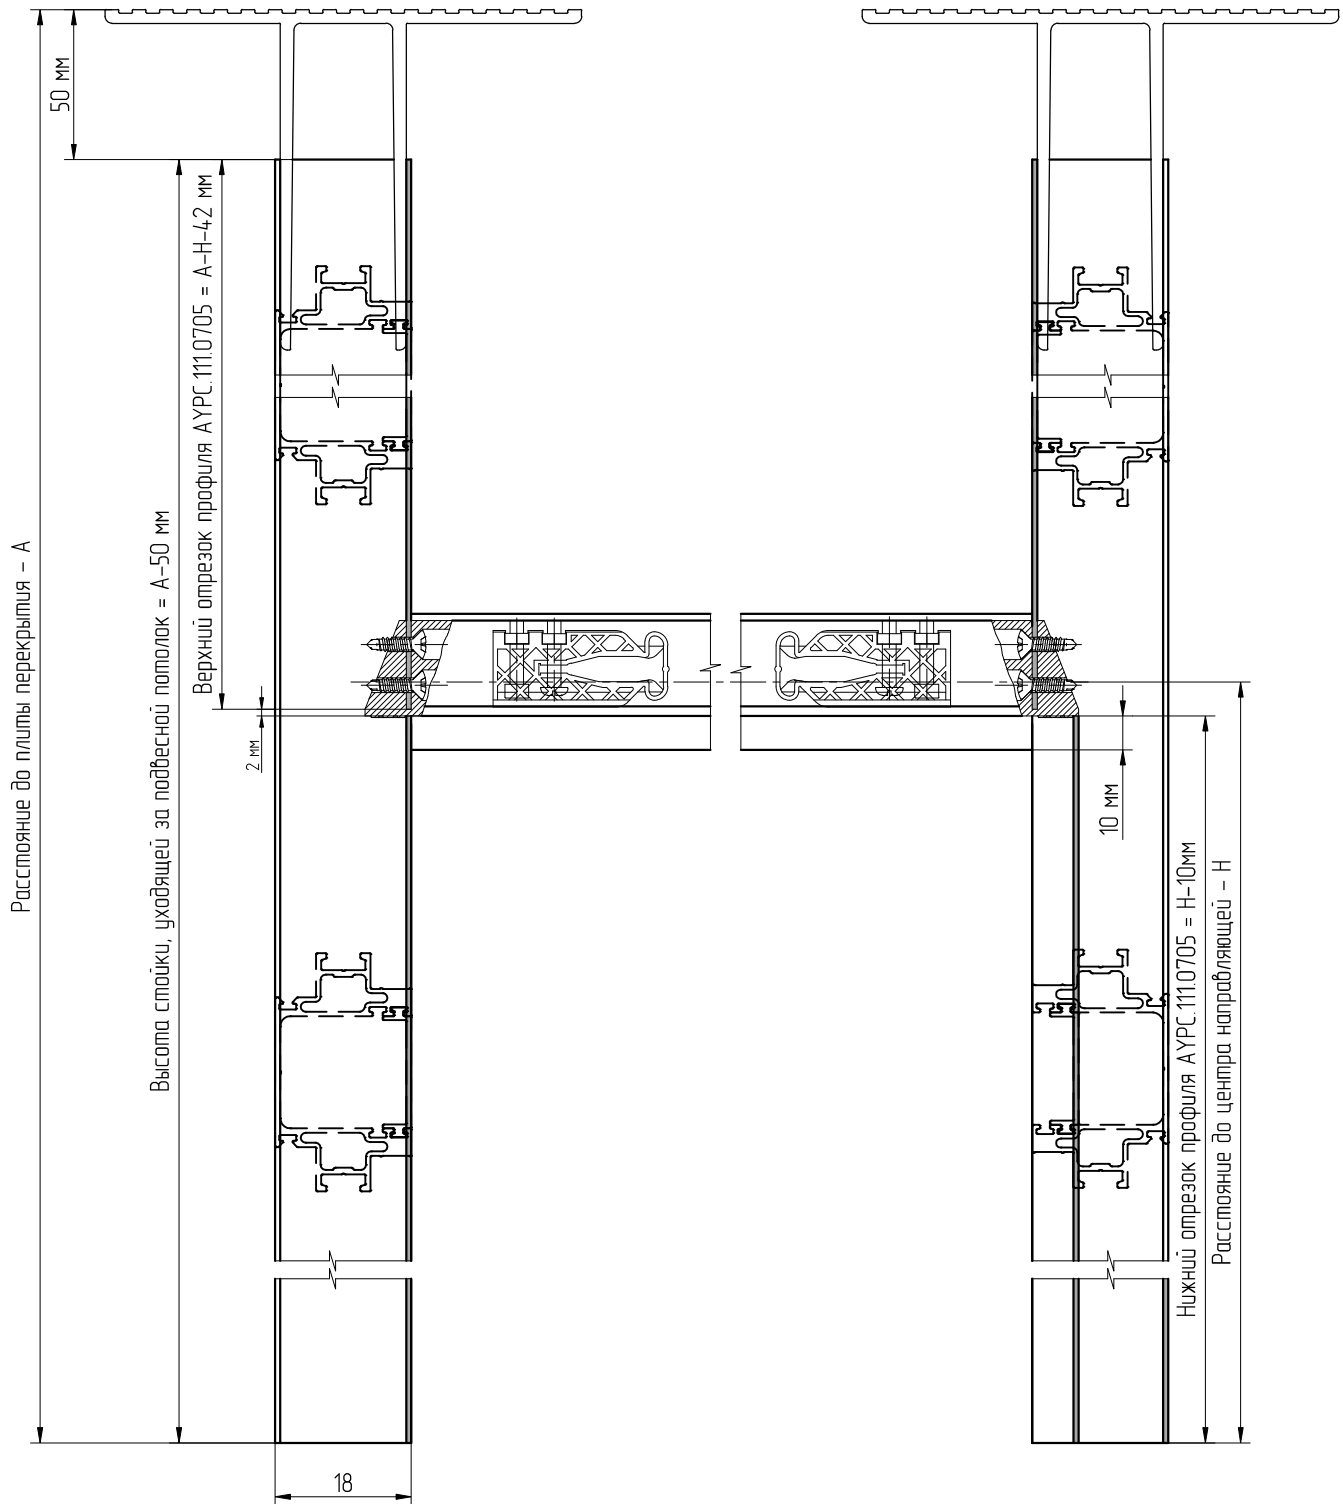 50 мм
Расстояние до плиты перекрытия – А
Высота стойки, уходящей за подвесной потолок = А–50 мм
Верхний отрезок профиля AYPC.111.0705 = А–Н–42 мм
2 мм
10 мм
Нижний отрезок профиля AYPC.111.0705 = Н–10мм
Расстояние до центра направляющей – Н
18